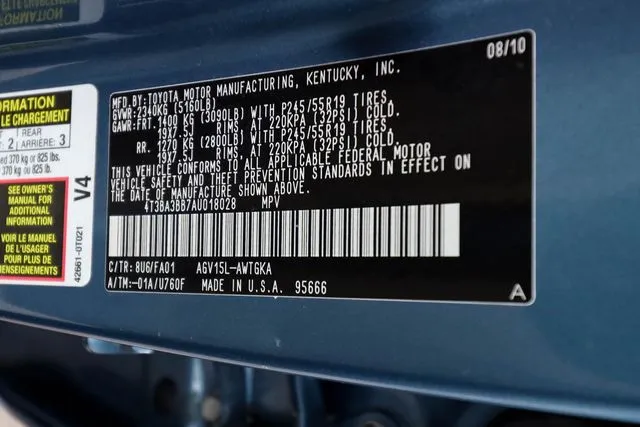 08/10
MFD. BY:TOYOTA MOTOR MANUFACTURING, KENTUCKY, INC.
GVWR:2340KG (5160LB)
GAWR:FRT. 1400 KG (3090LB) WITH P245/55R19 TIRES,
19X7.5J RIMS, AT 220KPA (32PSI) COLD.
RR. 1270 KG (2800LB) WITH P245/55R19 TIRES,
19X7.5J RIMS, AT 220KPA (32PSI) COLD.
THIS VEHICLE CONFORMS TO ALL APPLICABLE FEDERAL MOTOR
VEHICLE SAFETY AND THEFT PREVENTION STANDARDS IN EFFECT ON
THE DATE OF MANUFACTURE SHOWN ABOVE.
4T3BA3BB7AU018028 MPV
C/TR: 8U6/FA01 AGV15L-AWTGKA
A/TM:-01A/U760F MADE IN U.S.A. 95666
A
ORMATION
LE CHARGEMENT
2 REAR
ARRIÈRE: 3
ed 370 kg or 825 lbs.
370 kg ou 825 lb.
SEE OWNER'S
MANUAL FOR
ADDITIONAL
INFORMATION
VOIR LE MANUEL
DE L'USAGER
POUR PLUS DE
RENSEIGNEMENTS
V4
42661-0T021